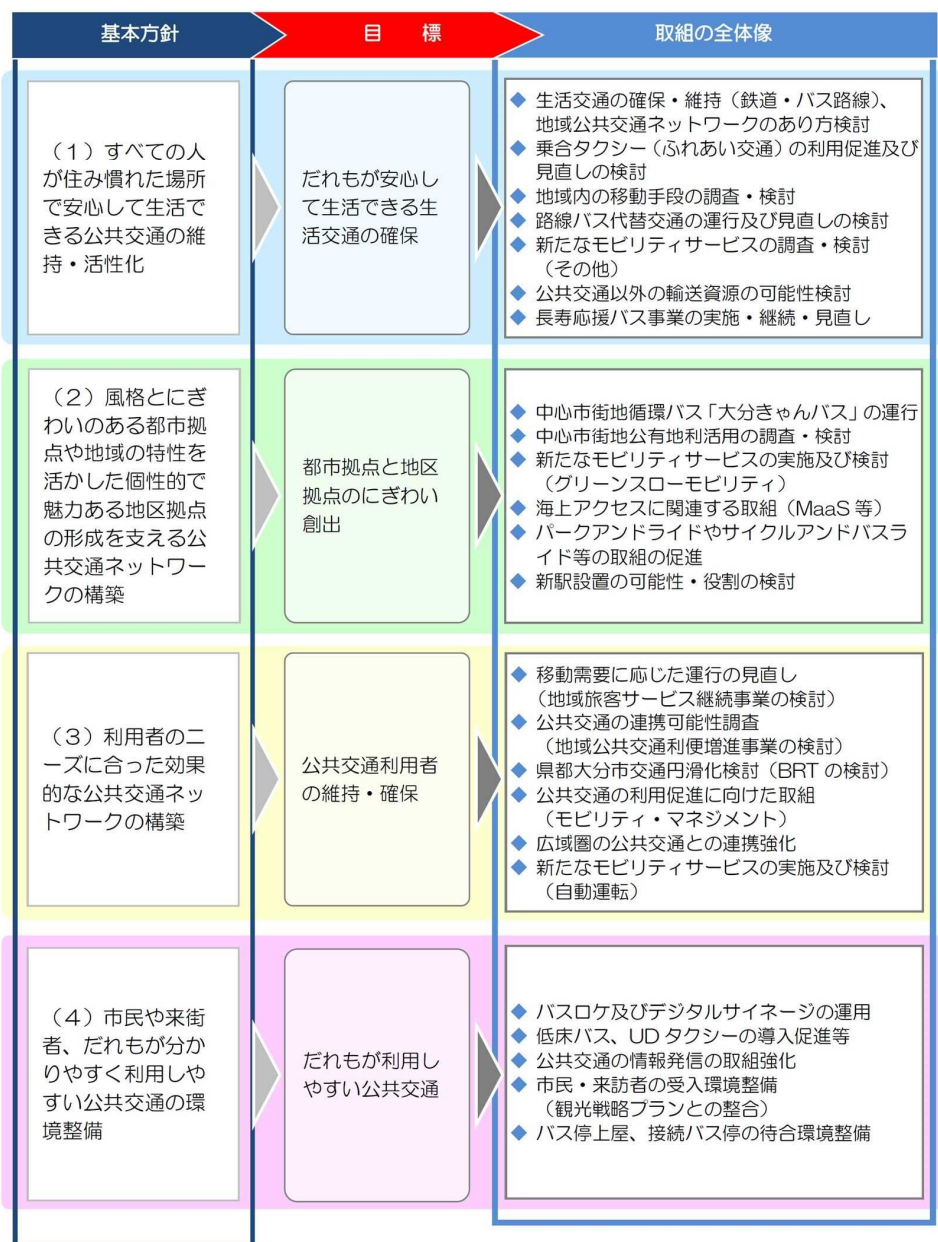 基本方針
目 標
取組の全体像
(1)すべての人
が住み慣れた場所
で安心して生活で
きる公共交通の維
持・活性化
だれもが安心し
て生活できる生
活交通の確保
◆ 生活交通の確保・維持(鉄道・バス路線)、
地域公共交通ネットワークのあり方検討
◆ 乗合タクシー(ふれあい交通)の利用促進及び
見直しの検討
◆ 地域内の移動手段の調査・検討
◆ 路線バス代替交通の運行及び見直しの検討
◆ 新たなモビリティサービスの調査・検討
(その他)
◆ 公共交通以外の輸送資源の可能性検討
◆ 長寿応援バス事業の実施・継続・見直し
(2)風格とにぎ
わいのある都市拠
点や地域の特性を
活かした個性的で
魅力ある地区拠点
の形成を支える公
共交通ネットワー
クの構築
都市拠点と地区
拠点のにぎわい
創出
◆ 中心市街地循環バス「大分きゃんバス」の運行
◆ 中心市街地公有地利活用の調査・検討
◆ 新たなモビリティサービスの実施及び検討
(グリーンスローモビリティ)
◆ 海上アクセスに関連する取組(MaaS 等)
◆ パークアンドライドやサイクルアンドバスラ
イド等の取組の促進
◆ 新駅設置の可能性・役割の検討
(3)利用者のニ
ーズに合った効果
的な公共交通ネッ
トワークの構築
公共交通利用者
の維持・確保
◆ 移動需要に応じた運行の見直し
(地域旅客サービス継続事業の検討)
◆ 公共交通の連携可能性調査
(地域公共交通利便増進事業の検討)
◆ 県都大分市交通円滑化検討(BRT の検討)
◆ 公共交通の利用促進に向けた取組
(モビリティ・マネジメント)
◆ 広域圏の公共交通との連携強化
◆ 新たなモビリティサービスの実施及び検討
(自動運転)
(4)市民や来街
者、だれもが分か
りやすく利用しや
すい公共交通の環
境整備
だれもが利用し
やすい公共交通
◆ バスロケ及びデジタルサイネージの運用
◆ 低床バス、UD タクシーの導入促進等
◆ 公共交通の情報発信の取組強化
◆ 市民・来訪者の受入環境整備
(観光戦略プランとの整合)
◆ バス停上屋、接続バス停の待合環境整備